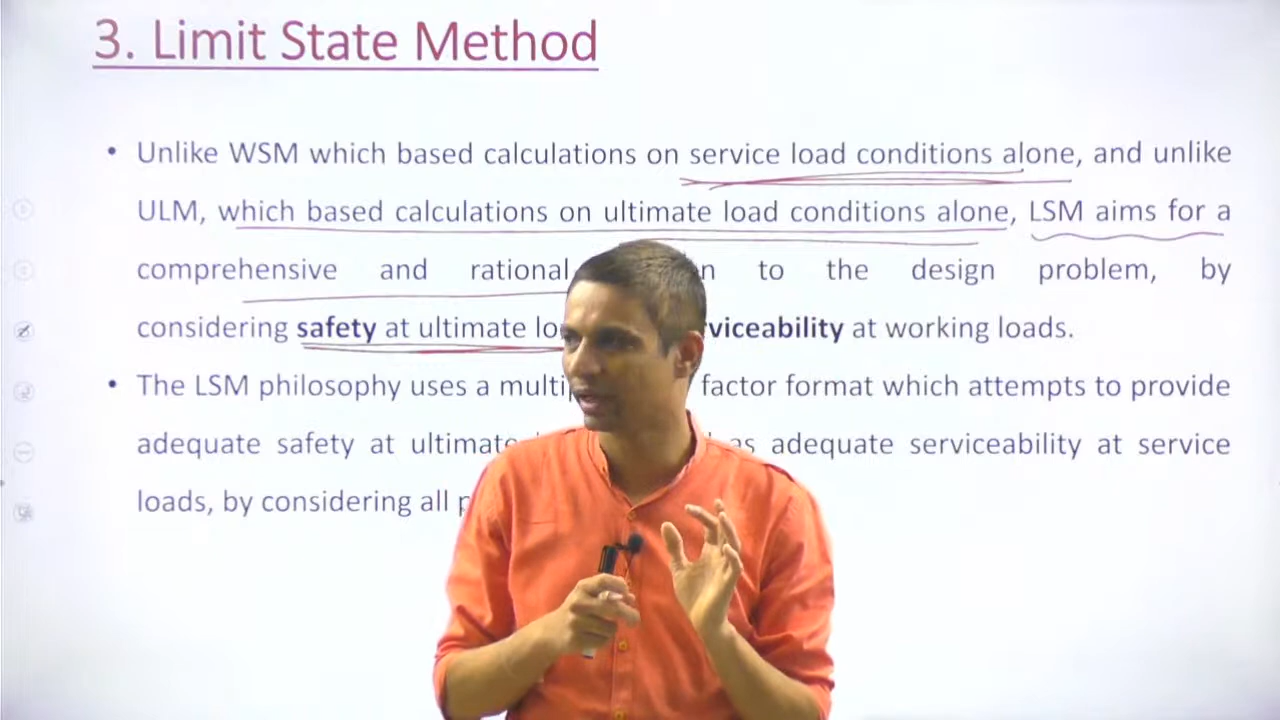 3. Limit State Method
• Unlike WSM which based calculations on service load conditions alone, and unlike
ULM, which based calculations on ultimate load conditions alone, LSM aims for a
comprehensive and rational to the design problem, by
considering safety at ultimate at working loads.
• The LSM philosophy uses a factor format which attempts to provide
adequate safety at ultimate as adequate serviceability at service
loads, by considering all